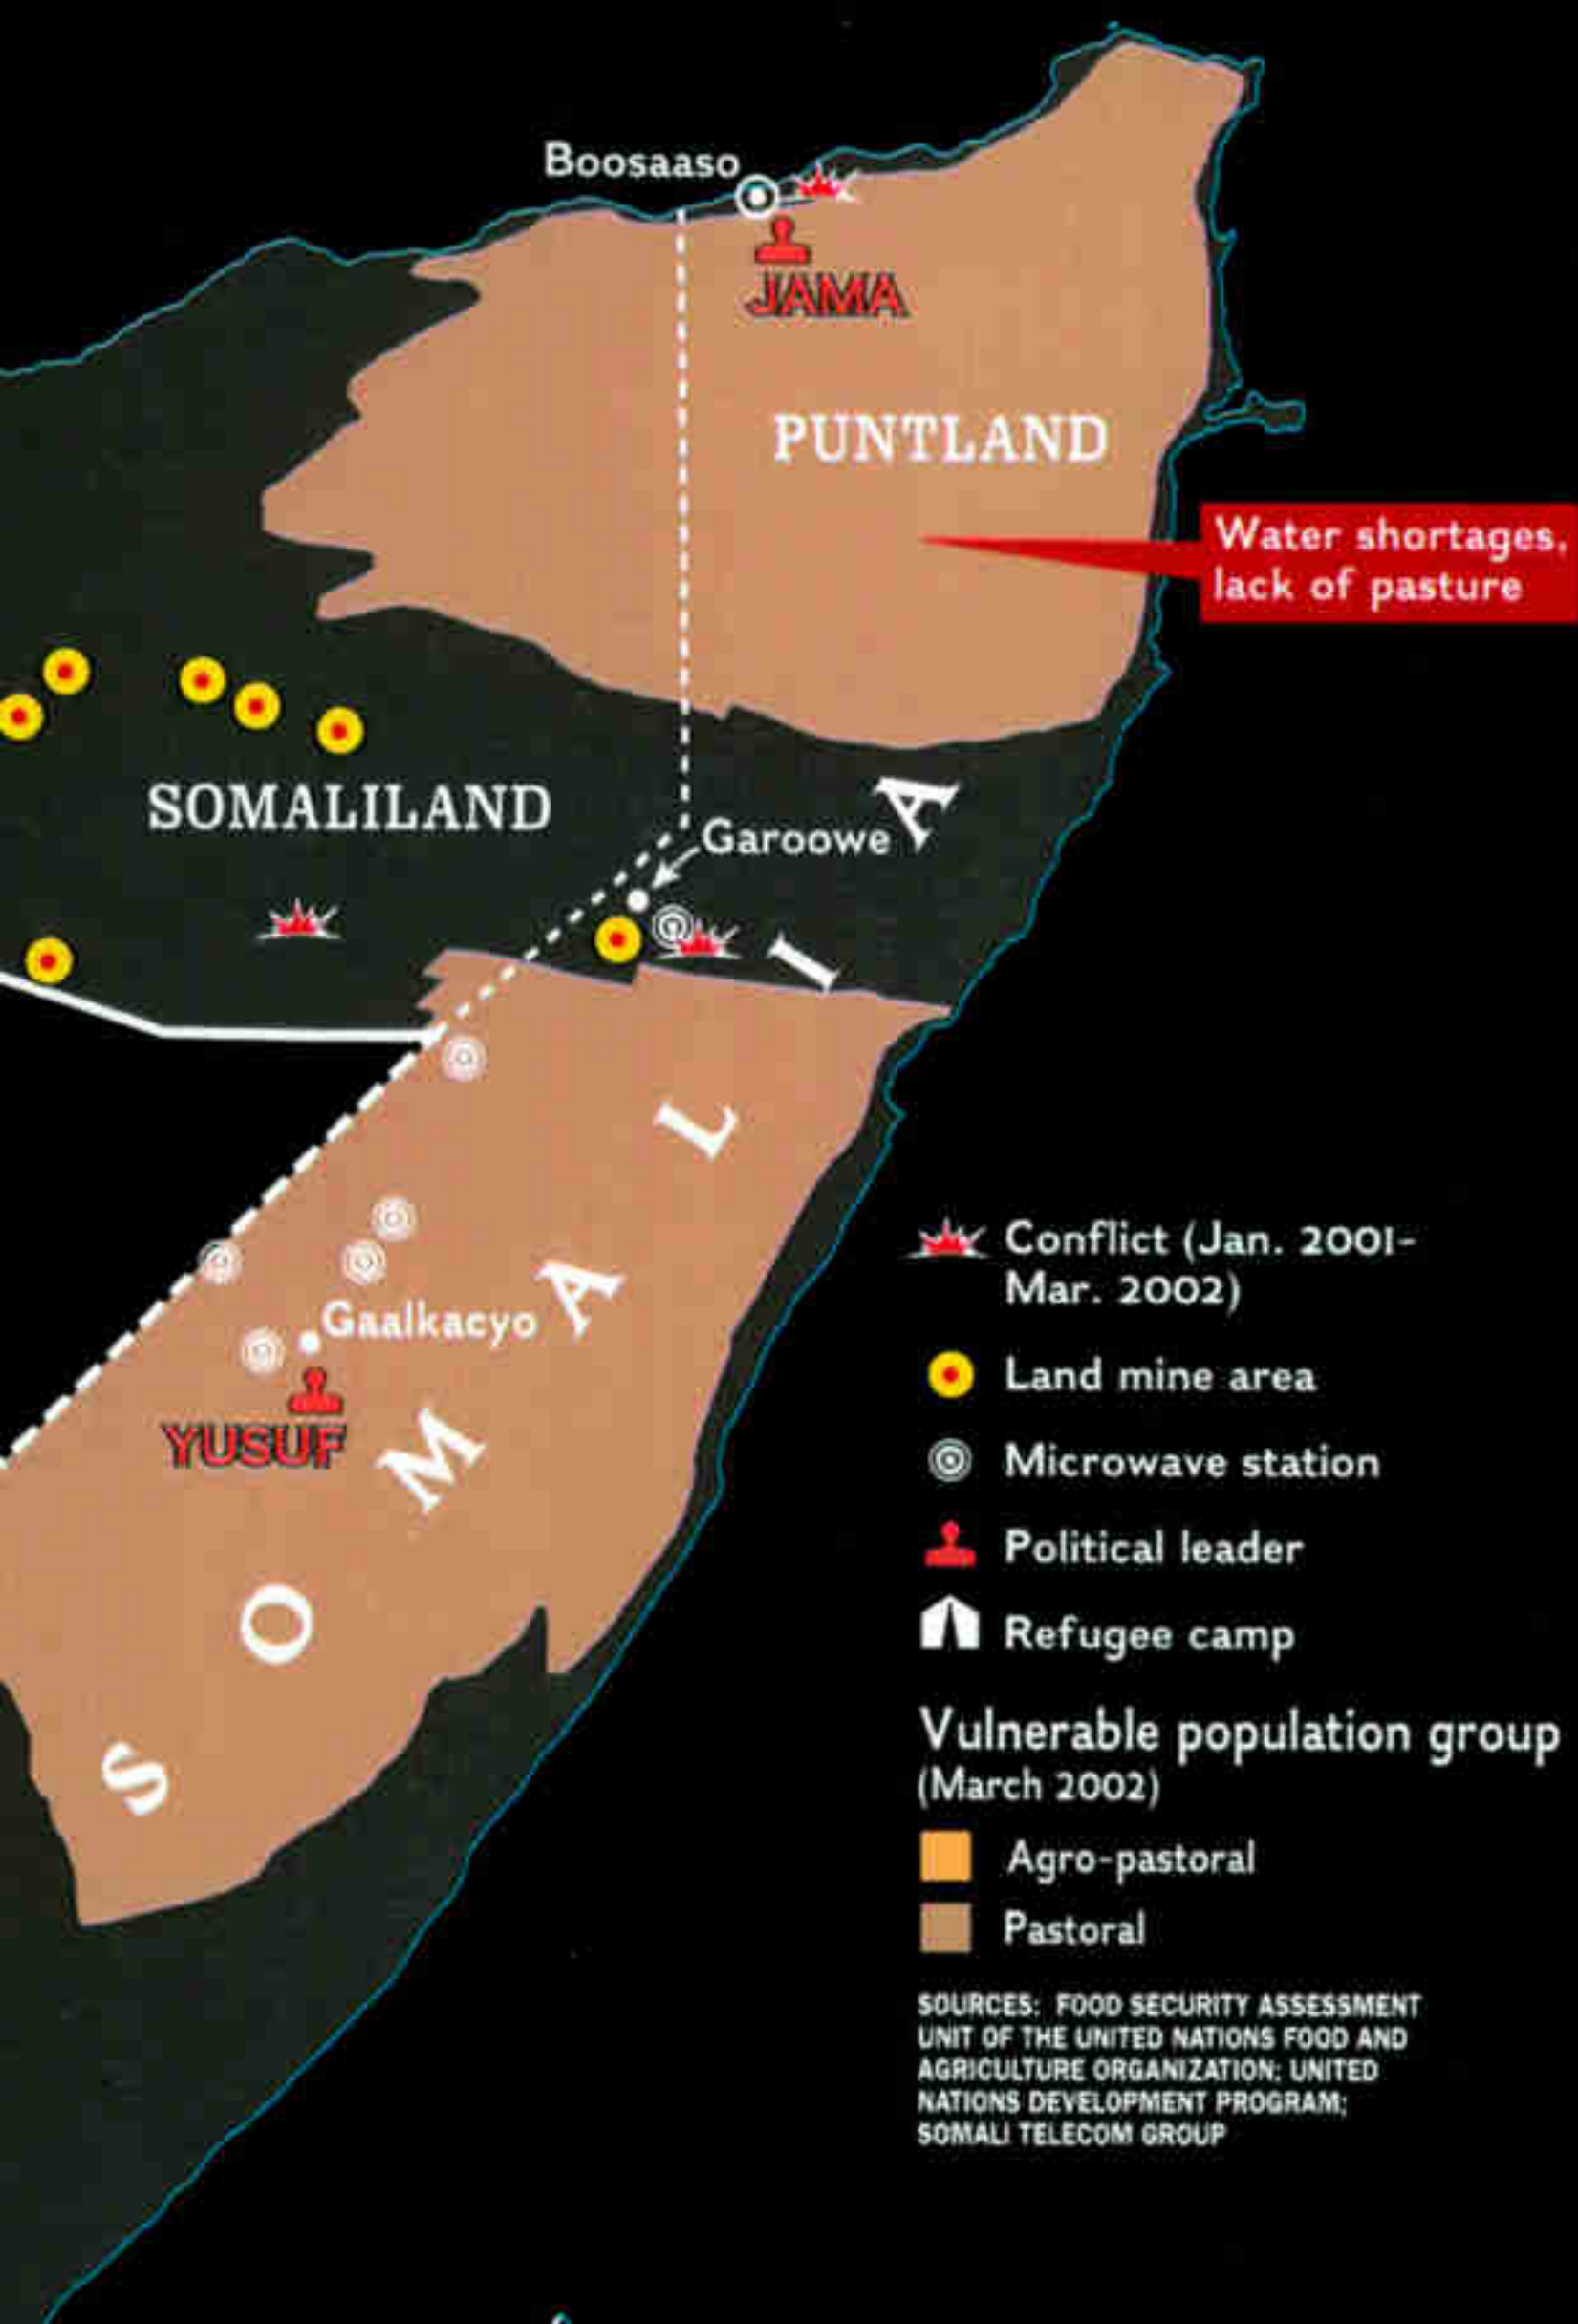 Boosaaso
JAMA
PUNTLAND
Water shortages,
lack of pasture
SOMALILAND
Garoowe
SOMALIA
Gaalkacyo
YUSUF
Conflict (Jan. 2001–
Mar. 2002)
Land mine area
Microwave station
Political leader
Refugee camp
Vulnerable population group
(March 2002)
Agro-pastoral
Pastoral
SOURCES: FOOD SECURITY ASSESSMENT
UNIT OF THE UNITED NATIONS FOOD AND
AGRICULTURE ORGANIZATION; UNITED
NATIONS DEVELOPMENT PROGRAM;
SOMALI TELECOM GROUP